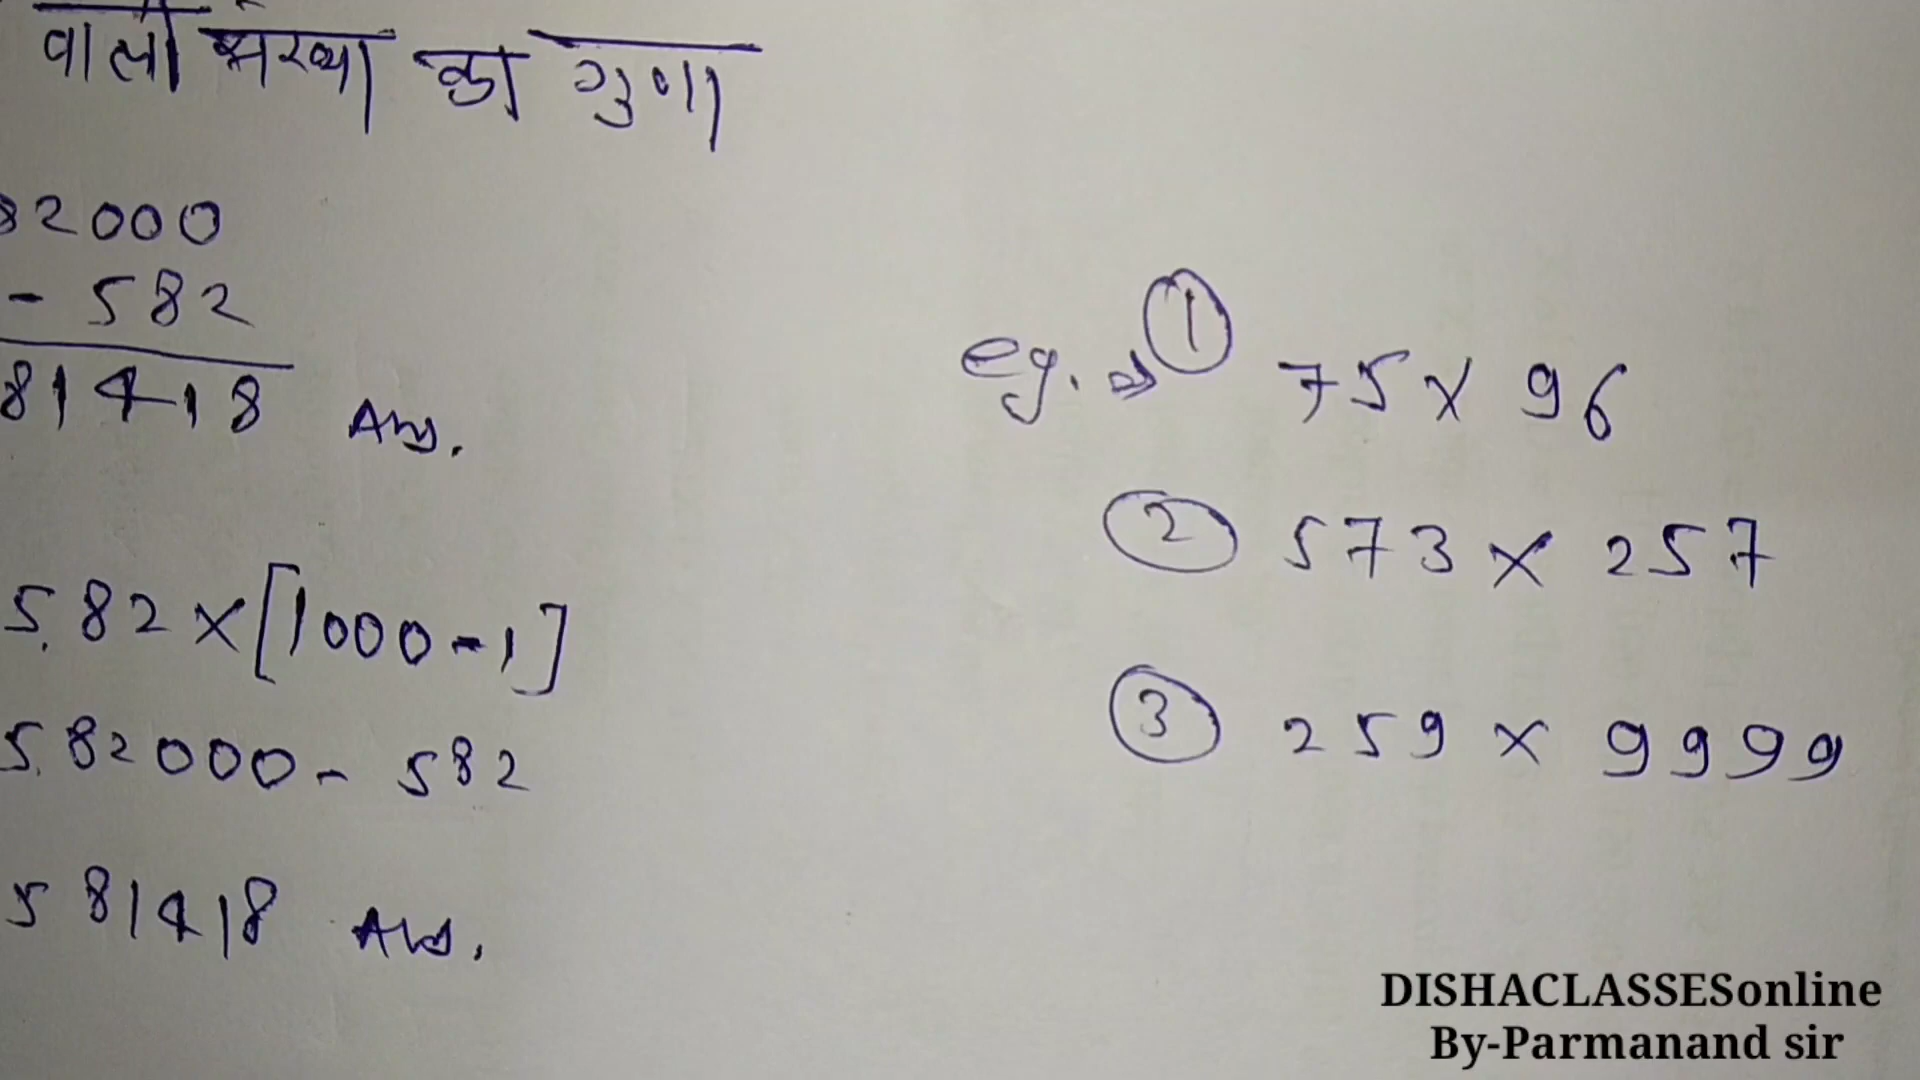 वाली संख्या का गुणा
82000
- 582
81418 Ans.
582 × [1000-1]
582000 - 582
581418 Ans.
eg. ⇒ ① 75 × 96
② 573 × 257
③ 259 × 9999
DISHACLASSESonline
By-Parmanand sir